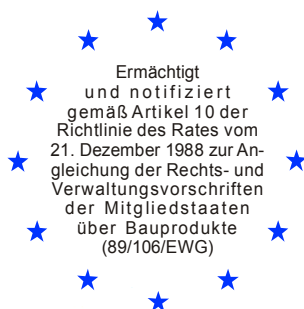 Ermächtigt
und notifiziert
gemäß Artikel 10 der
Richtlinie des Rates vom
21. Dezember 1988 zur An-
gleichung der Rechts- und
Verwaltungsvorschriften
der Mitgliedstaaten
über Bauprodukte
(89/106/EWG)